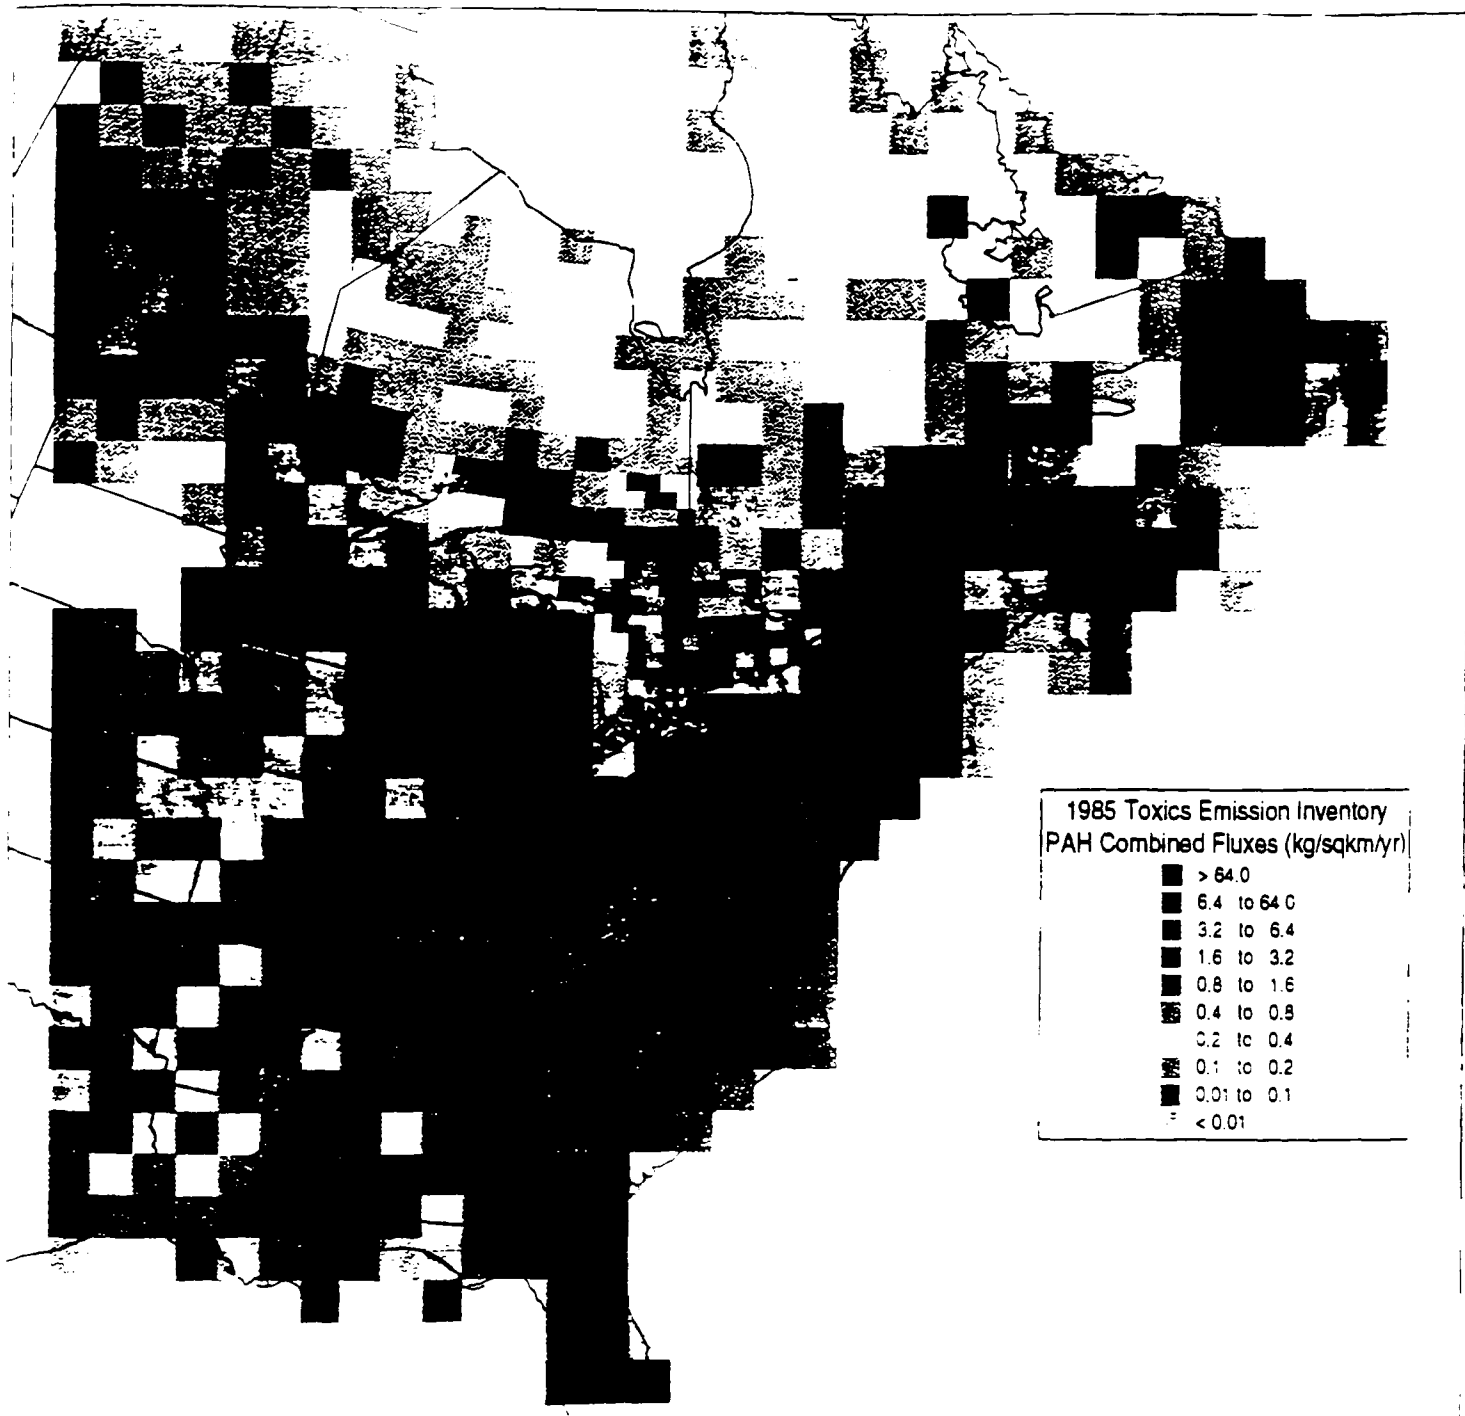 1985 Toxics Emission Inventory
PAH Combined Fluxes (kg/sqkm/yr)
> 64.0
6.4 to 64.0
3.2 to 6.4
1.6 to 3.2
0.8 to 1.6
0.4 to 0.8
0.2 to 0.4
0.1 to 0.2
0.01 to 0.1
< 0.01